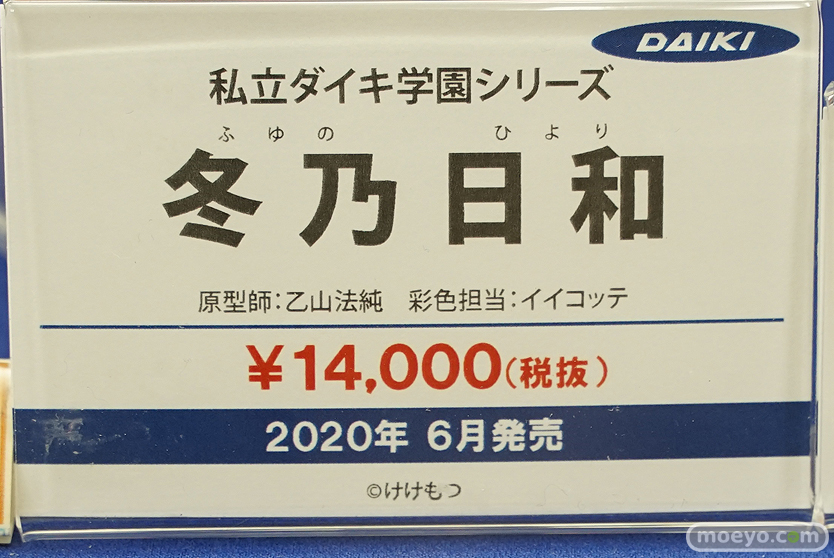 DAIKI
私立ダイキ学園シリーズ
ふゆの ひより
冬乃日和
原型師:乙山法純 彩色担当:イイコッテ
¥14,000(税抜)
2020年 6月発売
©けけもつ
moeyo.com